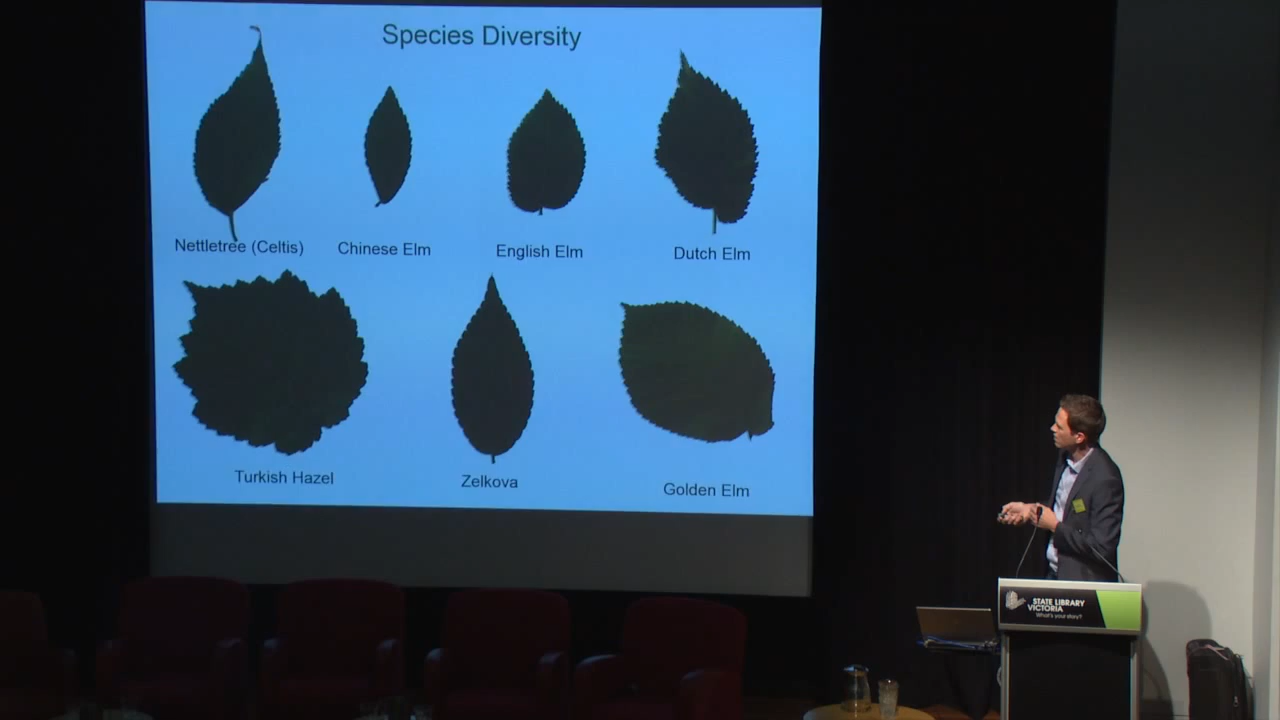 Species Diversity
Nettletree (Celtis)
Chinese Elm
English Elm
Dutch Elm
Turkish Hazel
Zelkova
Golden Elm
STATE LIBRARY
VICTORIA
What's your story?